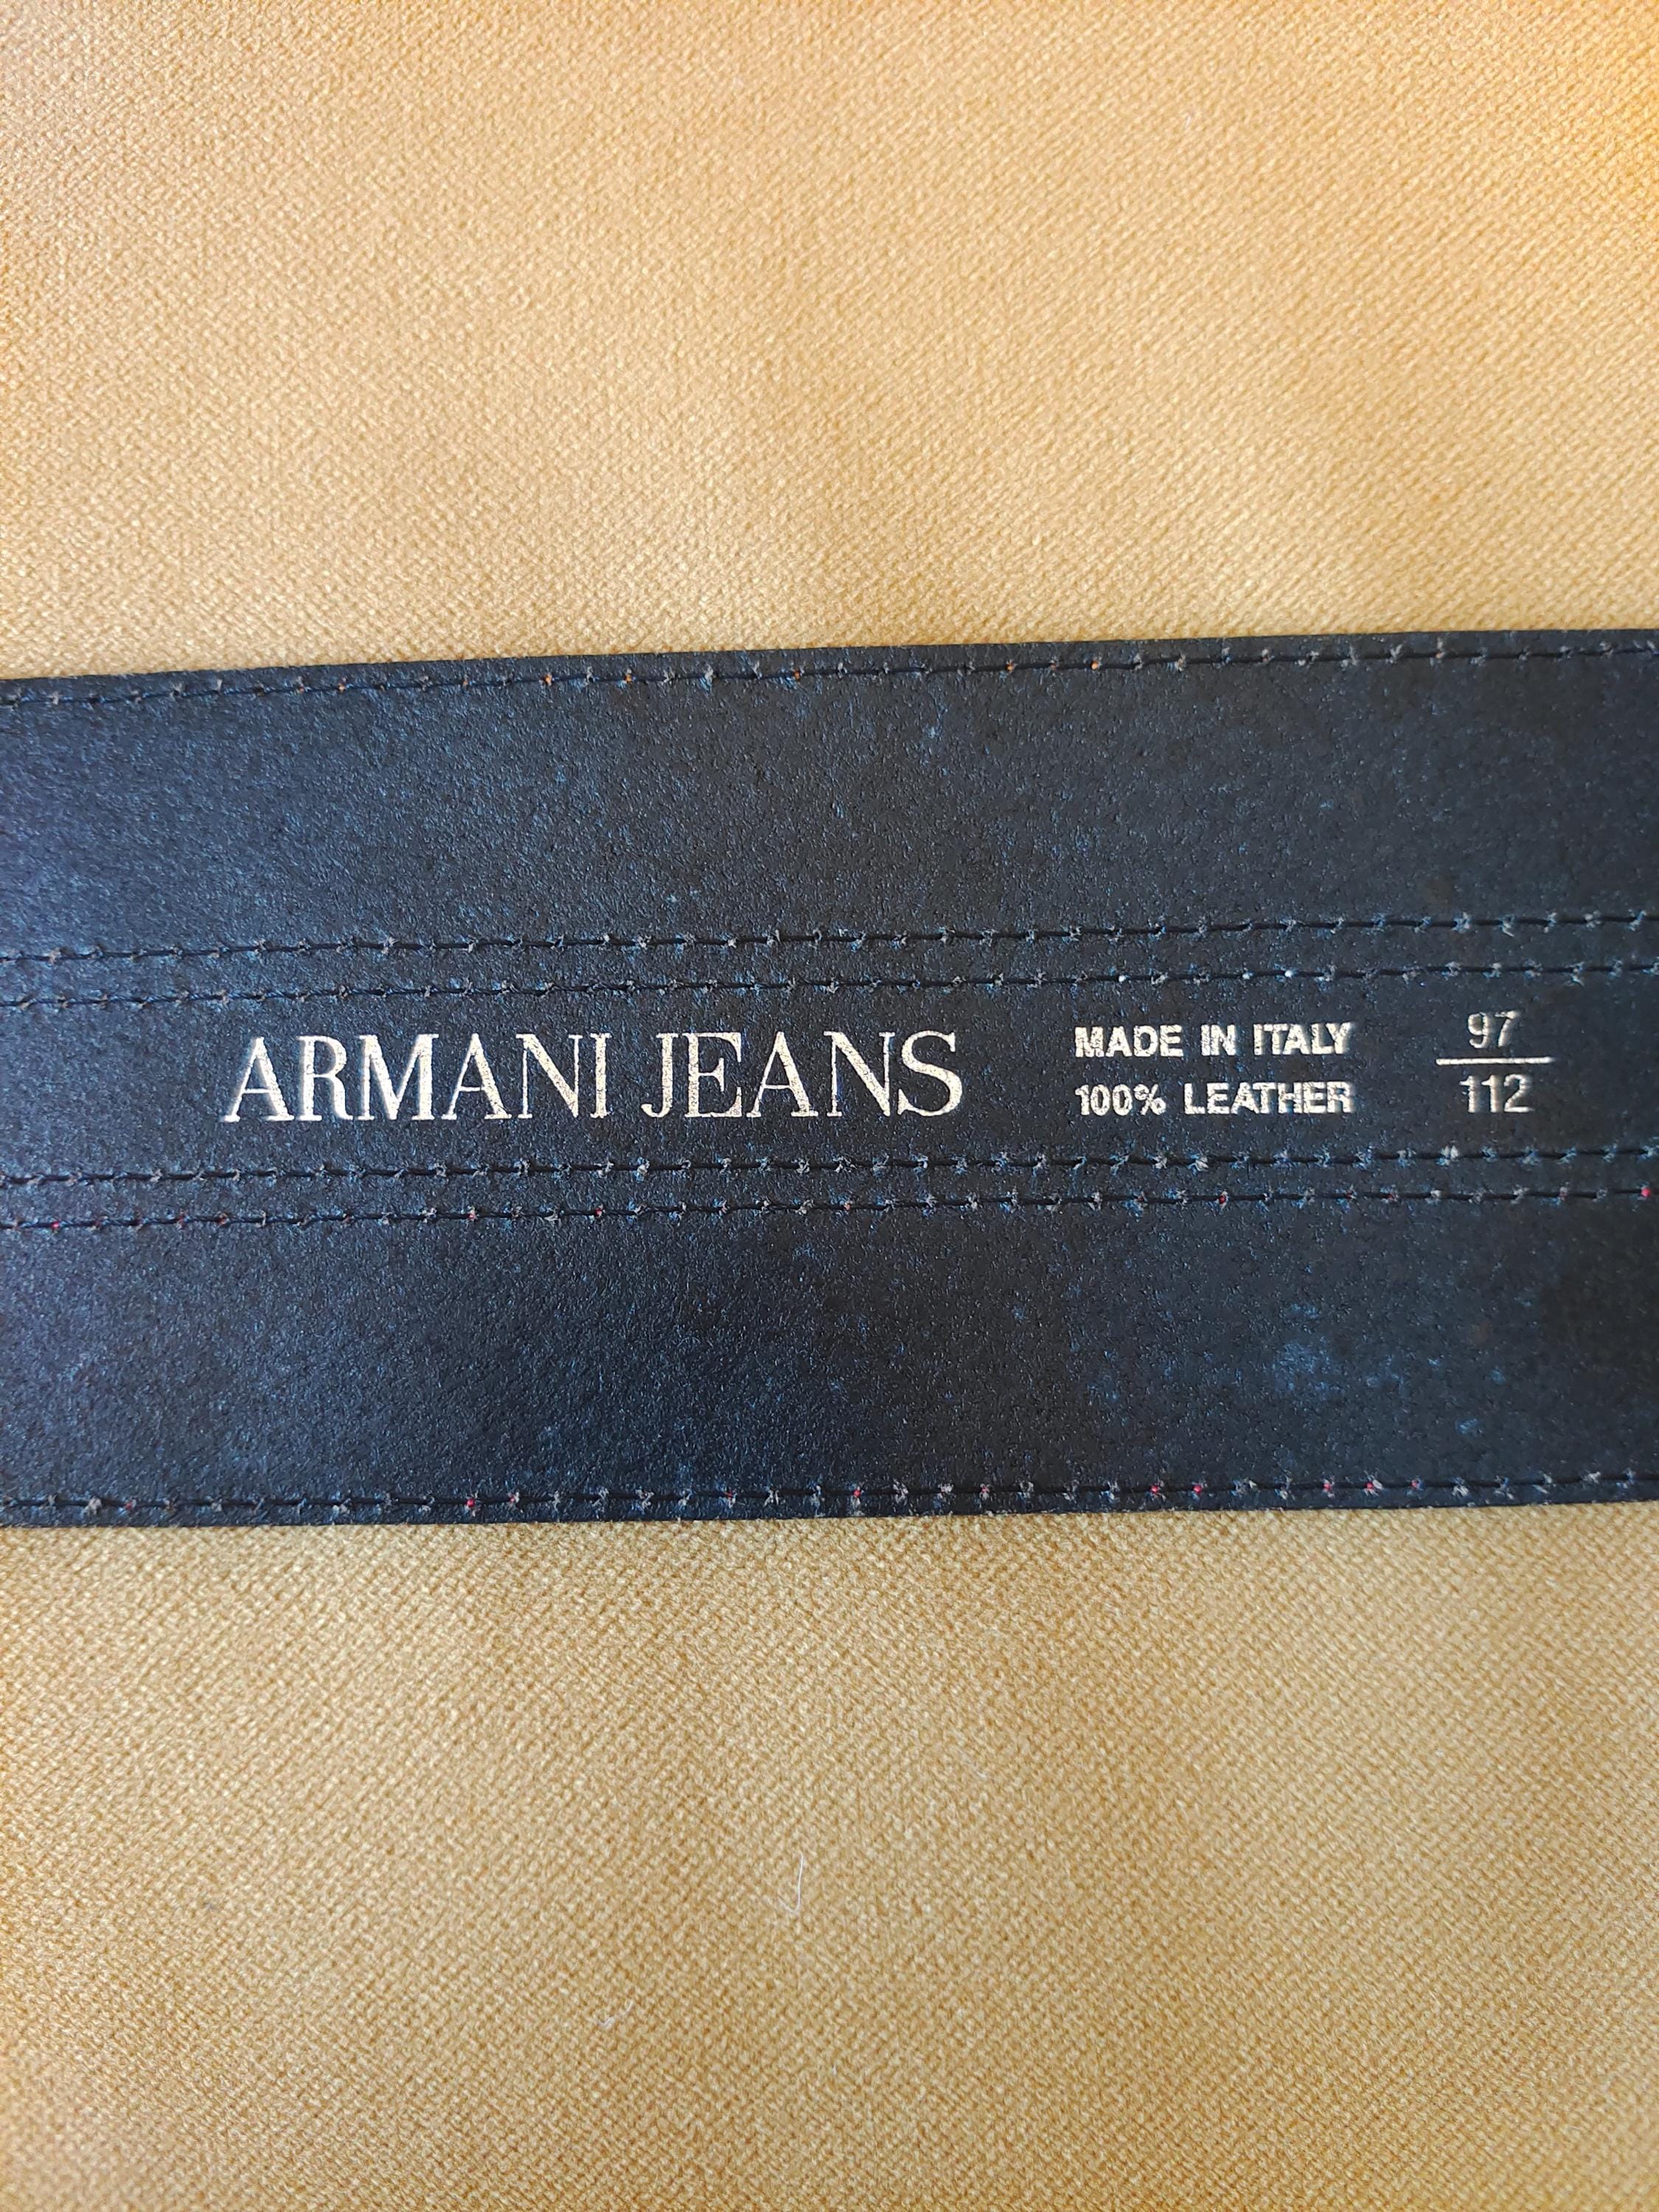 ARMANI JEANS
MADE IN ITALY
100% LEATHER
97
112